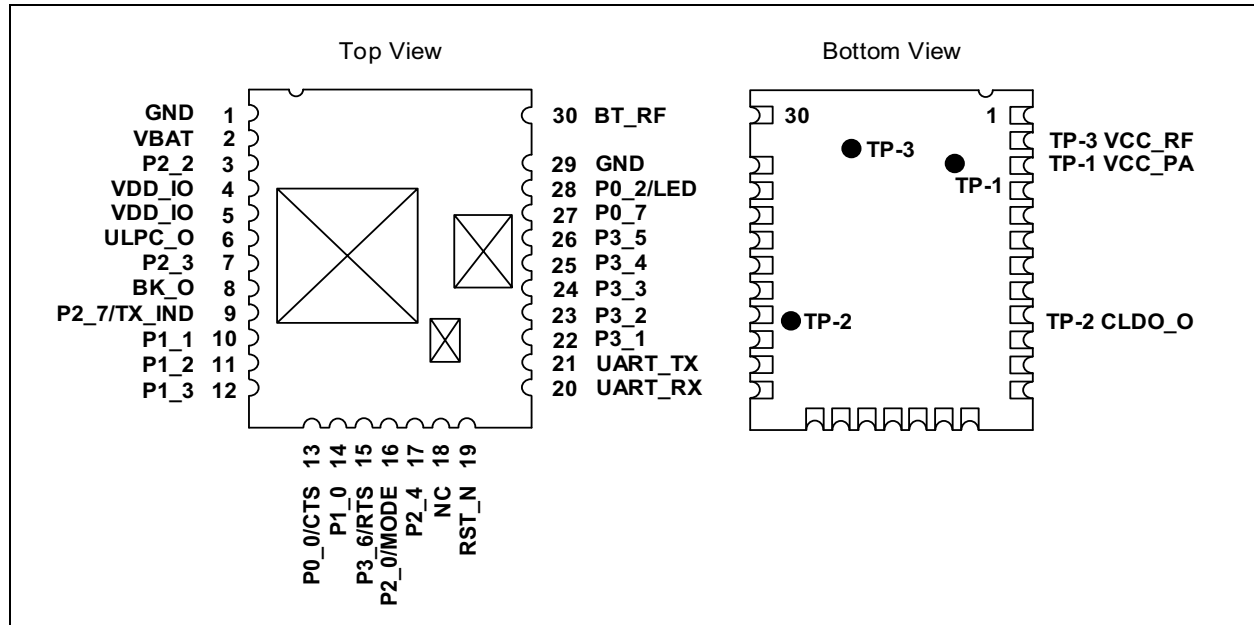 Top View
GND 1
VBAT 2
P2_2 3
VDD_IO 4
VDD_IO 5
ULPC_O 6
P2_3 7
BK_O 8
P2_7/TX_IND 9
P1_1 10
P1_2 11
P1_3 12
13 P0_0/CTS
14 P1_0
15 P3_6/RTS
16 P2_0/MODE
17 P2_4
18 NC
19 RST_N
30 BT_RF
29 GND
28 P0_2/LED
27 P0_7
26 P3_5
25 P3_4
24 P3_3
23 P3_2
22 P3_1
21 UART_TX
20 UART_RX
Bottom View
30 1
TP-3
TP-1
TP-2
TP-3 VCC_RF
TP-1 VCC_PA
TP-2 CLDO_O